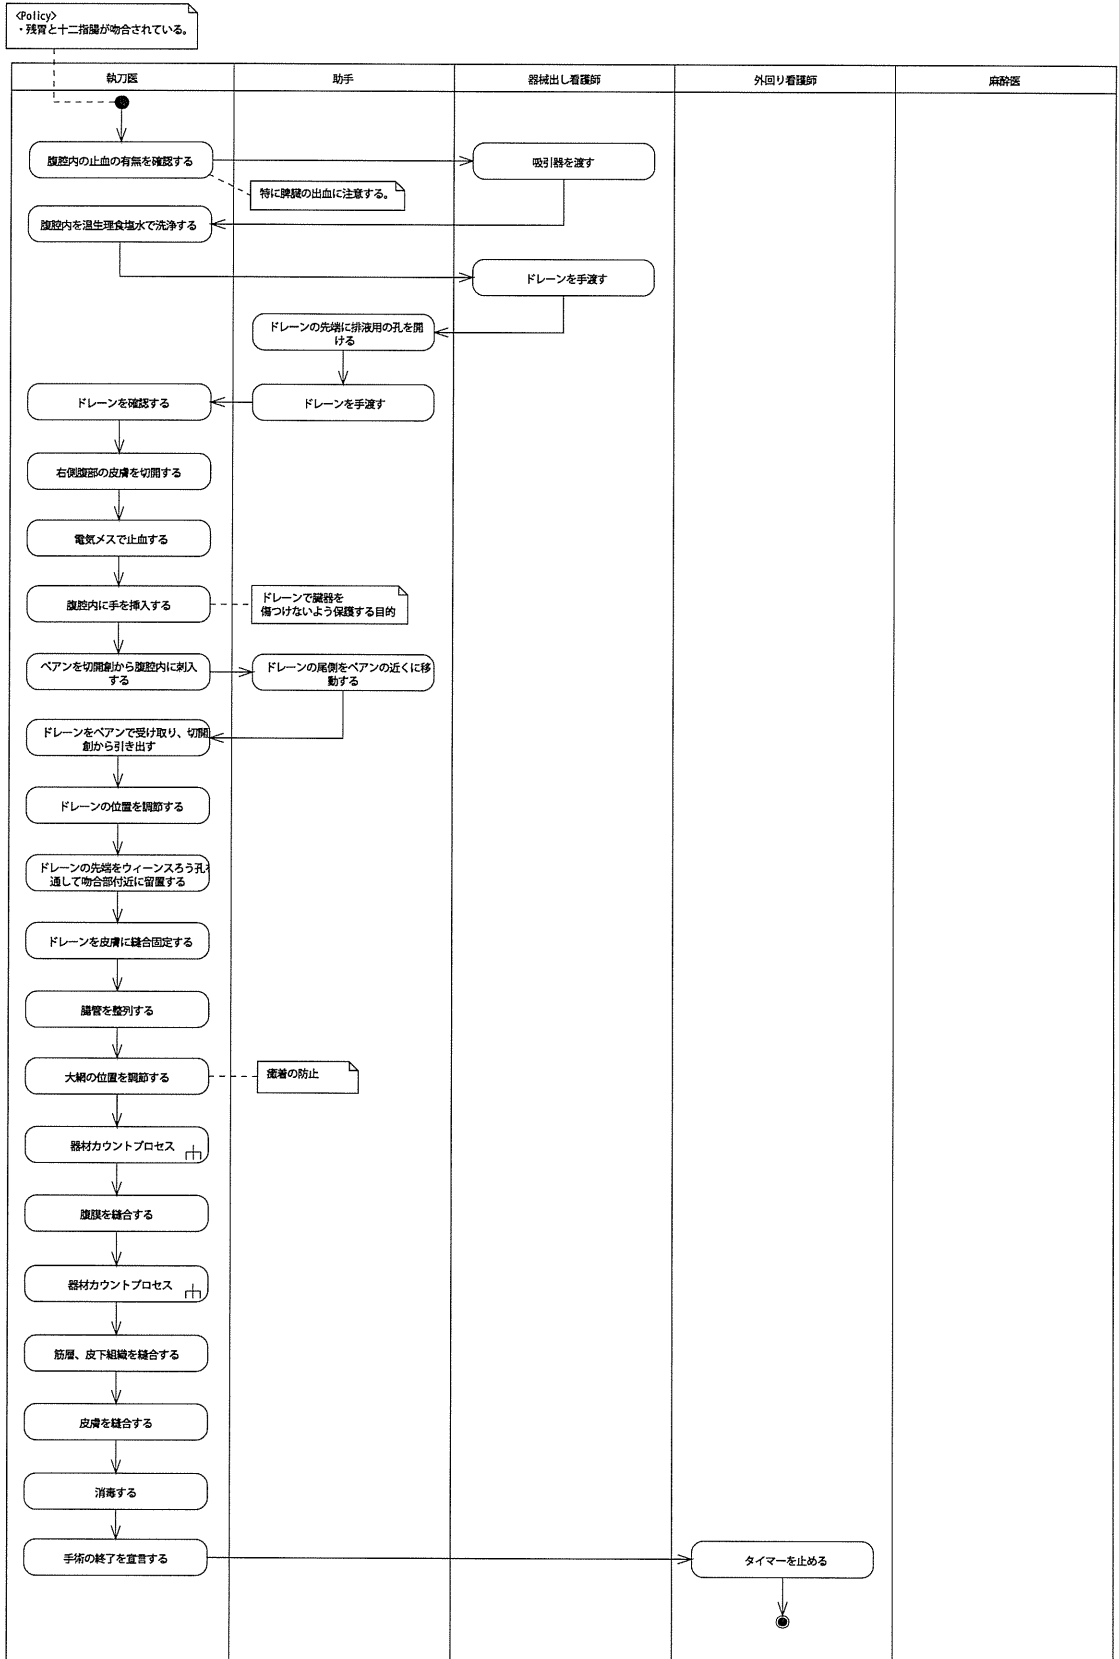 <Policy>
・残胃と十二指腸が吻合されている。
執刀医
助手
器械出し看護師
外回り看護師
麻酔医
腹腔内の止血の有無を確認する
吸引器を渡す
特に脾臓の出血に注意する。
腹腔内を温生理食塩水で洗浄する
ドレーンを手渡す
ドレーンの先端に排液用の孔を開
ける
ドレーンを確認する
ドレーンを手渡す
右側腹部の皮膚を切開する
電気メスで止血する
腹腔内に手を挿入する
ドレーンで臓器を
傷つけないよう保護する目的
ペアンを切開創から腹腔内に刺入
する
ドレーンの尾側をペアンの近くに移
動する
ドレーンをペアンで受け取り、切開
創から引き出す
ドレーンの位置を調節する
ドレーンの先端をウィーンスろう孔を
通して吻合部付近に留置する
ドレーンを皮膚に縫合固定する
腸管を整列する
大網の位置を調節する
癒着の防止
器材カウントプロセス
腹膜を縫合する
器材カウントプロセス
筋層、皮下組織を縫合する
皮膚を縫合する
消毒する
手術の終了を宣言する
タイマーを止める